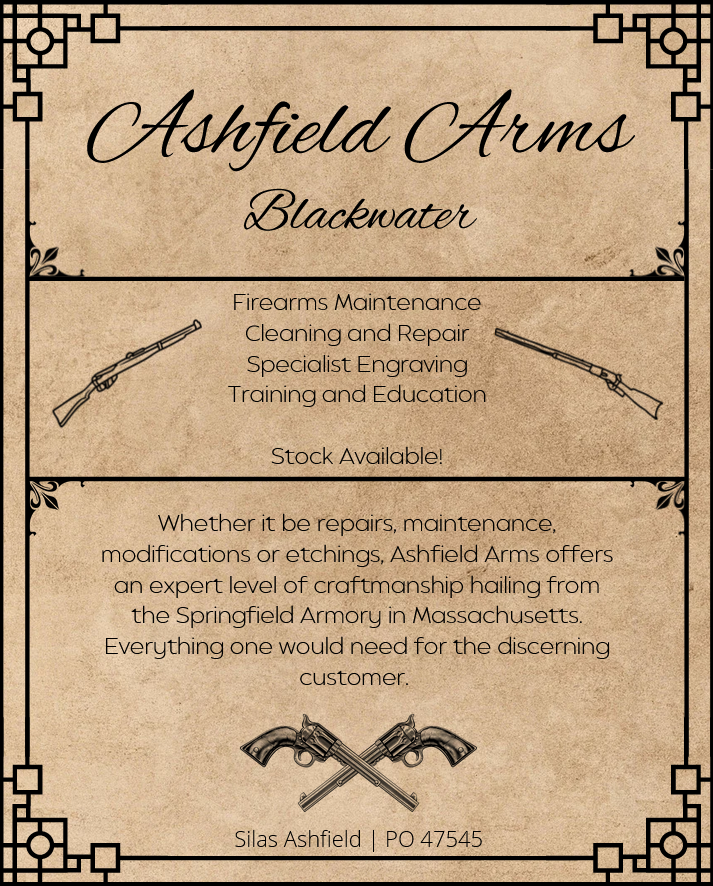 Ashfield Arms
Blackwater
Firearms Maintenance
Cleaning and Repair
Specialist Engraving
Training and Education
Stock Available!
Whether it be repairs, maintenance,
modifications or etchings, Ashfield Arms offers
an expert level of craftmanship hailing from
the Springfield Armory in Massachusetts.
Everything one would need for the discerning
customer.
Silas Ashfield | PO 47545